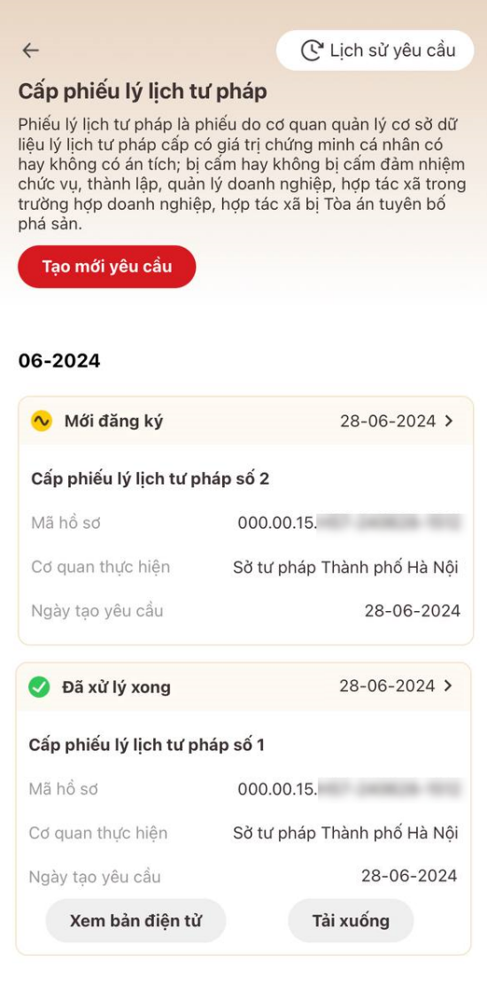 Lịch sử yêu cầu
Cấp phiếu lý lịch tư pháp
Phiếu lý lịch tư pháp là phiếu do cơ quan quản lý cơ sở dữ
liệu lý lịch tư pháp cấp có giá trị chứng minh cá nhân có
hay không có án tích; bị cấm hay không bị cấm đảm nhiệm
chức vụ, thành lập, quản lý doanh nghiệp, hợp tác xã trong
trường hợp doanh nghiệp, hợp tác xã bị Tòa án tuyên bố
phá sản.
Tạo mới yêu cầu
06-2024
Mới đăng ký 28-06-2024
Cấp phiếu lý lịch tư pháp số 2
Mã hồ sơ 000.00.15.
Cơ quan thực hiện Sở tư pháp Thành phố Hà Nội
Ngày tạo yêu cầu 28-06-2024
Đã xử lý xong 28-06-2024
Cấp phiếu lý lịch tư pháp số 1
Mã hồ sơ 000.00.15.
Cơ quan thực hiện Sở tư pháp Thành phố Hà Nội
Ngày tạo yêu cầu 28-06-2024
Xem bản điện tử Tải xuống